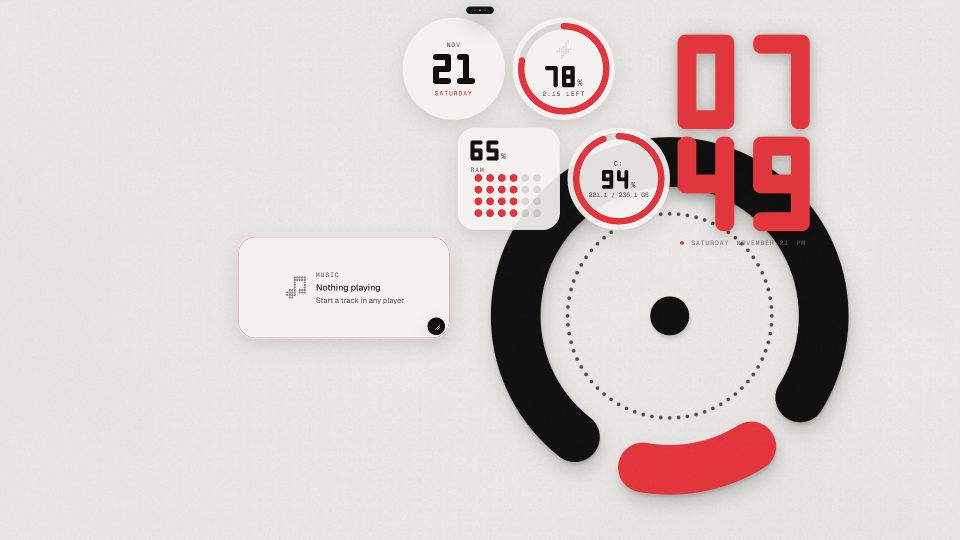 NOV
21
SATURDAY
78%
2:15 LEFT
07
49
SATURDAY NOVEMBER 21 PM
65%
RAM
C:
94%
221.1 / 236.1 GB
MUSIC
Nothing playing
Start a track in any player